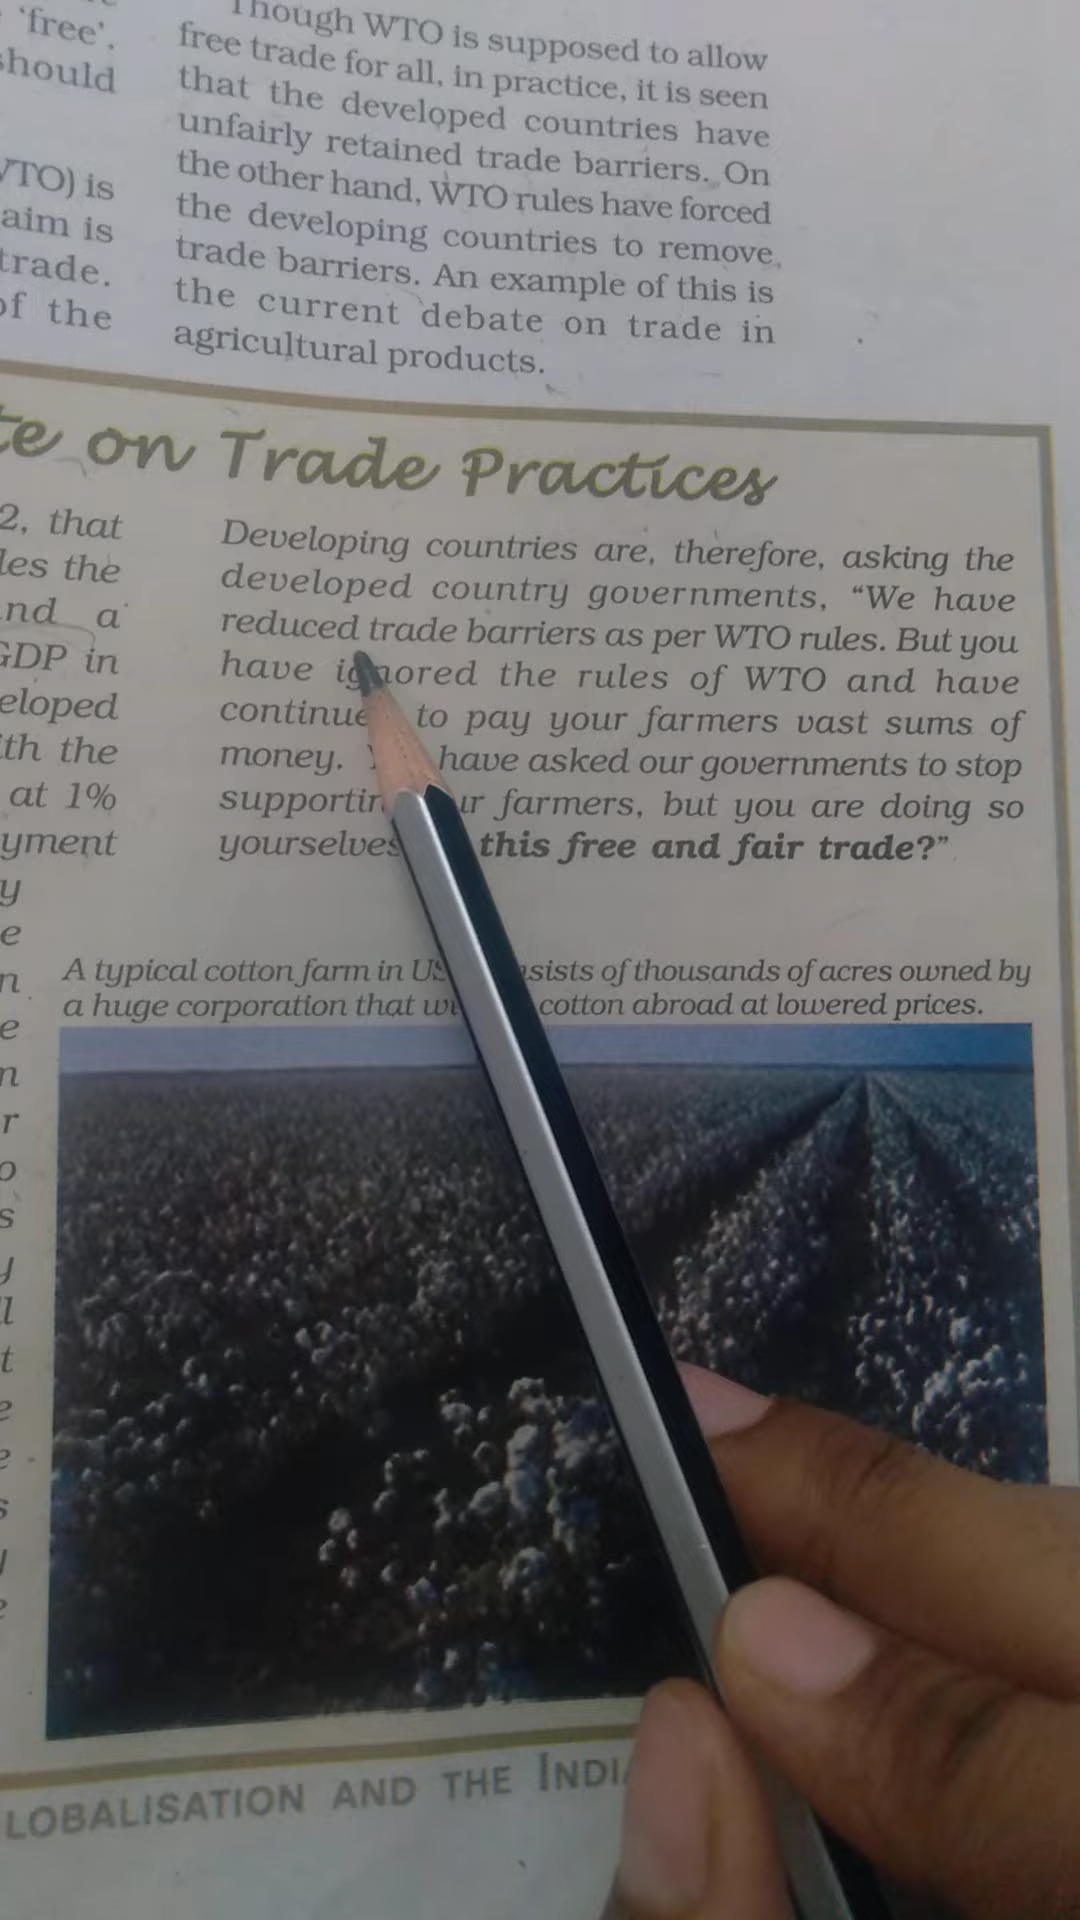 'free'.
should
VTO) is
aim is
trade.
of the
Though WTO is supposed to allow
free trade for all, in practice, it is seen
that the developed countries have
unfairly retained trade barriers. On
the other hand, WTO rules have forced
the developing countries to remove
trade barriers. An example of this is
the current debate on trade in
agricultural products.
te on Trade Practices
2, that
les the
nd a
GDP in
eloped
ith the
at 1%
yment
y
e
n
e
n
r
o
s
y
l
t
e
e
s
y
e
Developing countries are, therefore, asking the
developed country governments, “We have
reduced trade barriers as per WTO rules. But you
have ignored the rules of WTO and have
continue to pay your farmers vast sums of
money. have asked our governments to stop
supportin ur farmers, but you are doing so
yourselves this free and fair trade?”
A typical cotton farm in US sists of thousands of acres owned by
a huge corporation that wi cotton abroad at lowered prices.
LOBALISATION AND THE INDIA